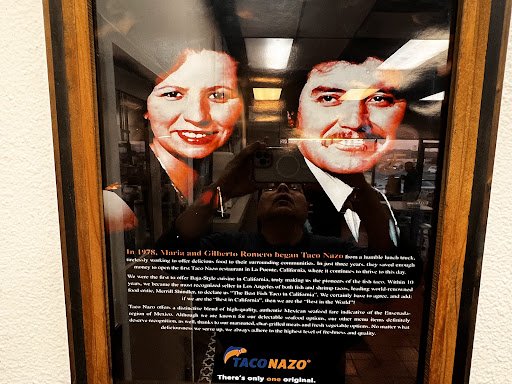 In 1978, Maria and Gilberto Romero began Taco Nazo from a humble lunch truck,
tirelessly working to offer delicious food to their surrounding communities. In just three years, they saved enough
money to open the first Taco Nazo restaurant in La Puente, California, where it continues to thrive to this day.
We were the first to offer Baja-Style cuisine in California, truly making us the pioneers of the fish taco. Within 10
years, we became the most recognized seller in Los Angeles of both fish and shrimp tacos, leading world-renowned
food critic, Merrill Shindler, to declare us "The Best Fish Taco in California". We certainly have to agree, and add:
if we are the "Best in California", then we are the "Best in the World"!
Taco Nazo offers a distinctive blend of high-quality, authentic Mexican seafood fare indicative of the Ensenada
region of Mexico. Although we are known for our delectable seafood options, our other menu items definitely
deserve recognition, as well, thanks to our marinated, char-grilled meats and fresh vegetable options. No matter what
deliciousness we serve up, we always adhere to the highest level of freshness and quality.
TACONAZO®
There's only one original.